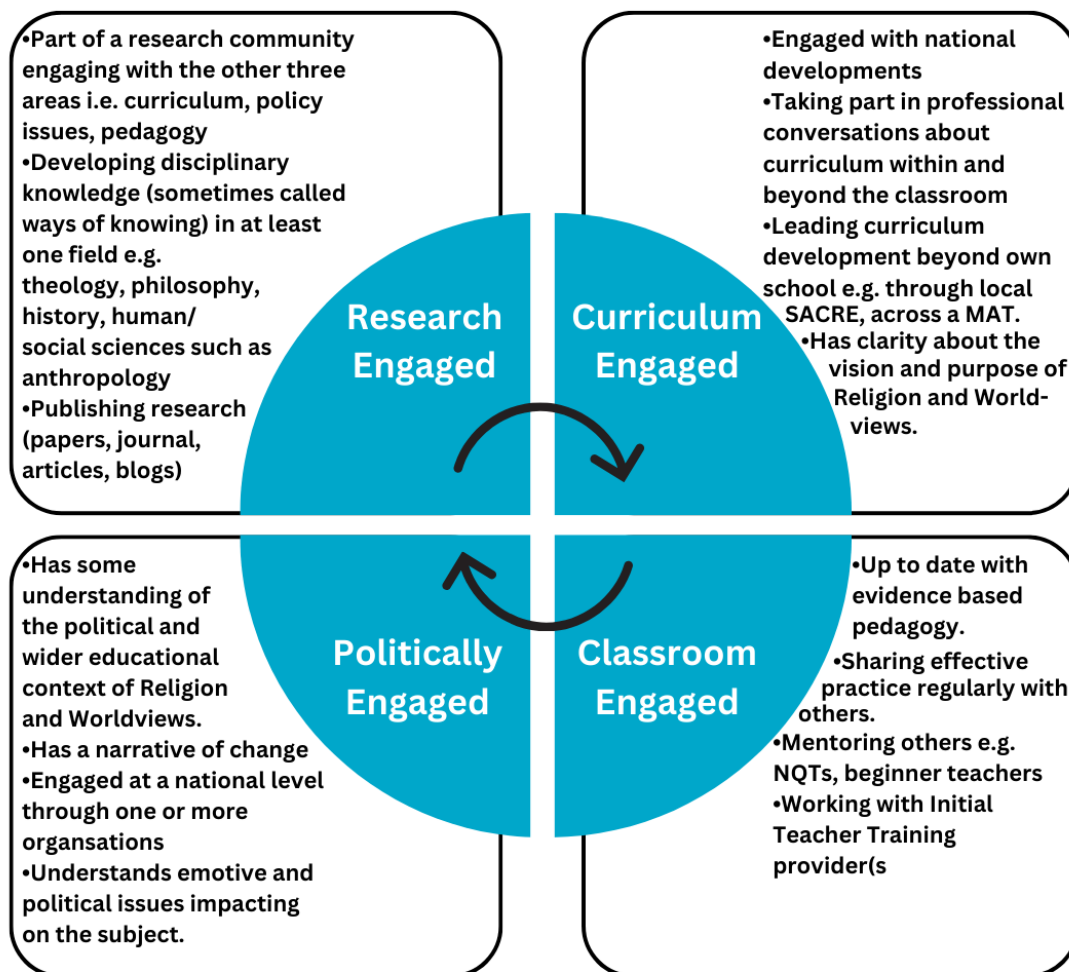 •Part of a research community
engaging with the other three
areas i.e. curriculum, policy
issues, pedagogy
•Developing disciplinary
knowledge (sometimes called
ways of knowing) in at least
one field e.g.
theology, philosophy,
history, human/
social sciences such as
anthropology
•Publishing research
(papers, journal,
articles, blogs)
Research
Engaged
•Engaged with national
developments
•Taking part in professional
conversations about
curriculum within and
beyond the classroom
•Leading curriculum
development beyond own
school e.g. through local
SACRE, across a MAT.
•Has clarity about the
vision and purpose of
Religion and World-
views.
Curriculum
Engaged
•Has some
understanding of
the political and
wider educational
context of Religion
and Worldviews.
•Has a narrative of change
•Engaged at a national level
through one or more
organsations
•Understands emotive and
political issues impacting
on the subject.
Politically
Engaged
Classroom
Engaged
•Up to date with
evidence based
pedagogy.
•Sharing effective
practice regularly with
others.
•Mentoring others e.g.
NQTs, beginner teachers
•Working with Initial
Teacher Training
provider(s